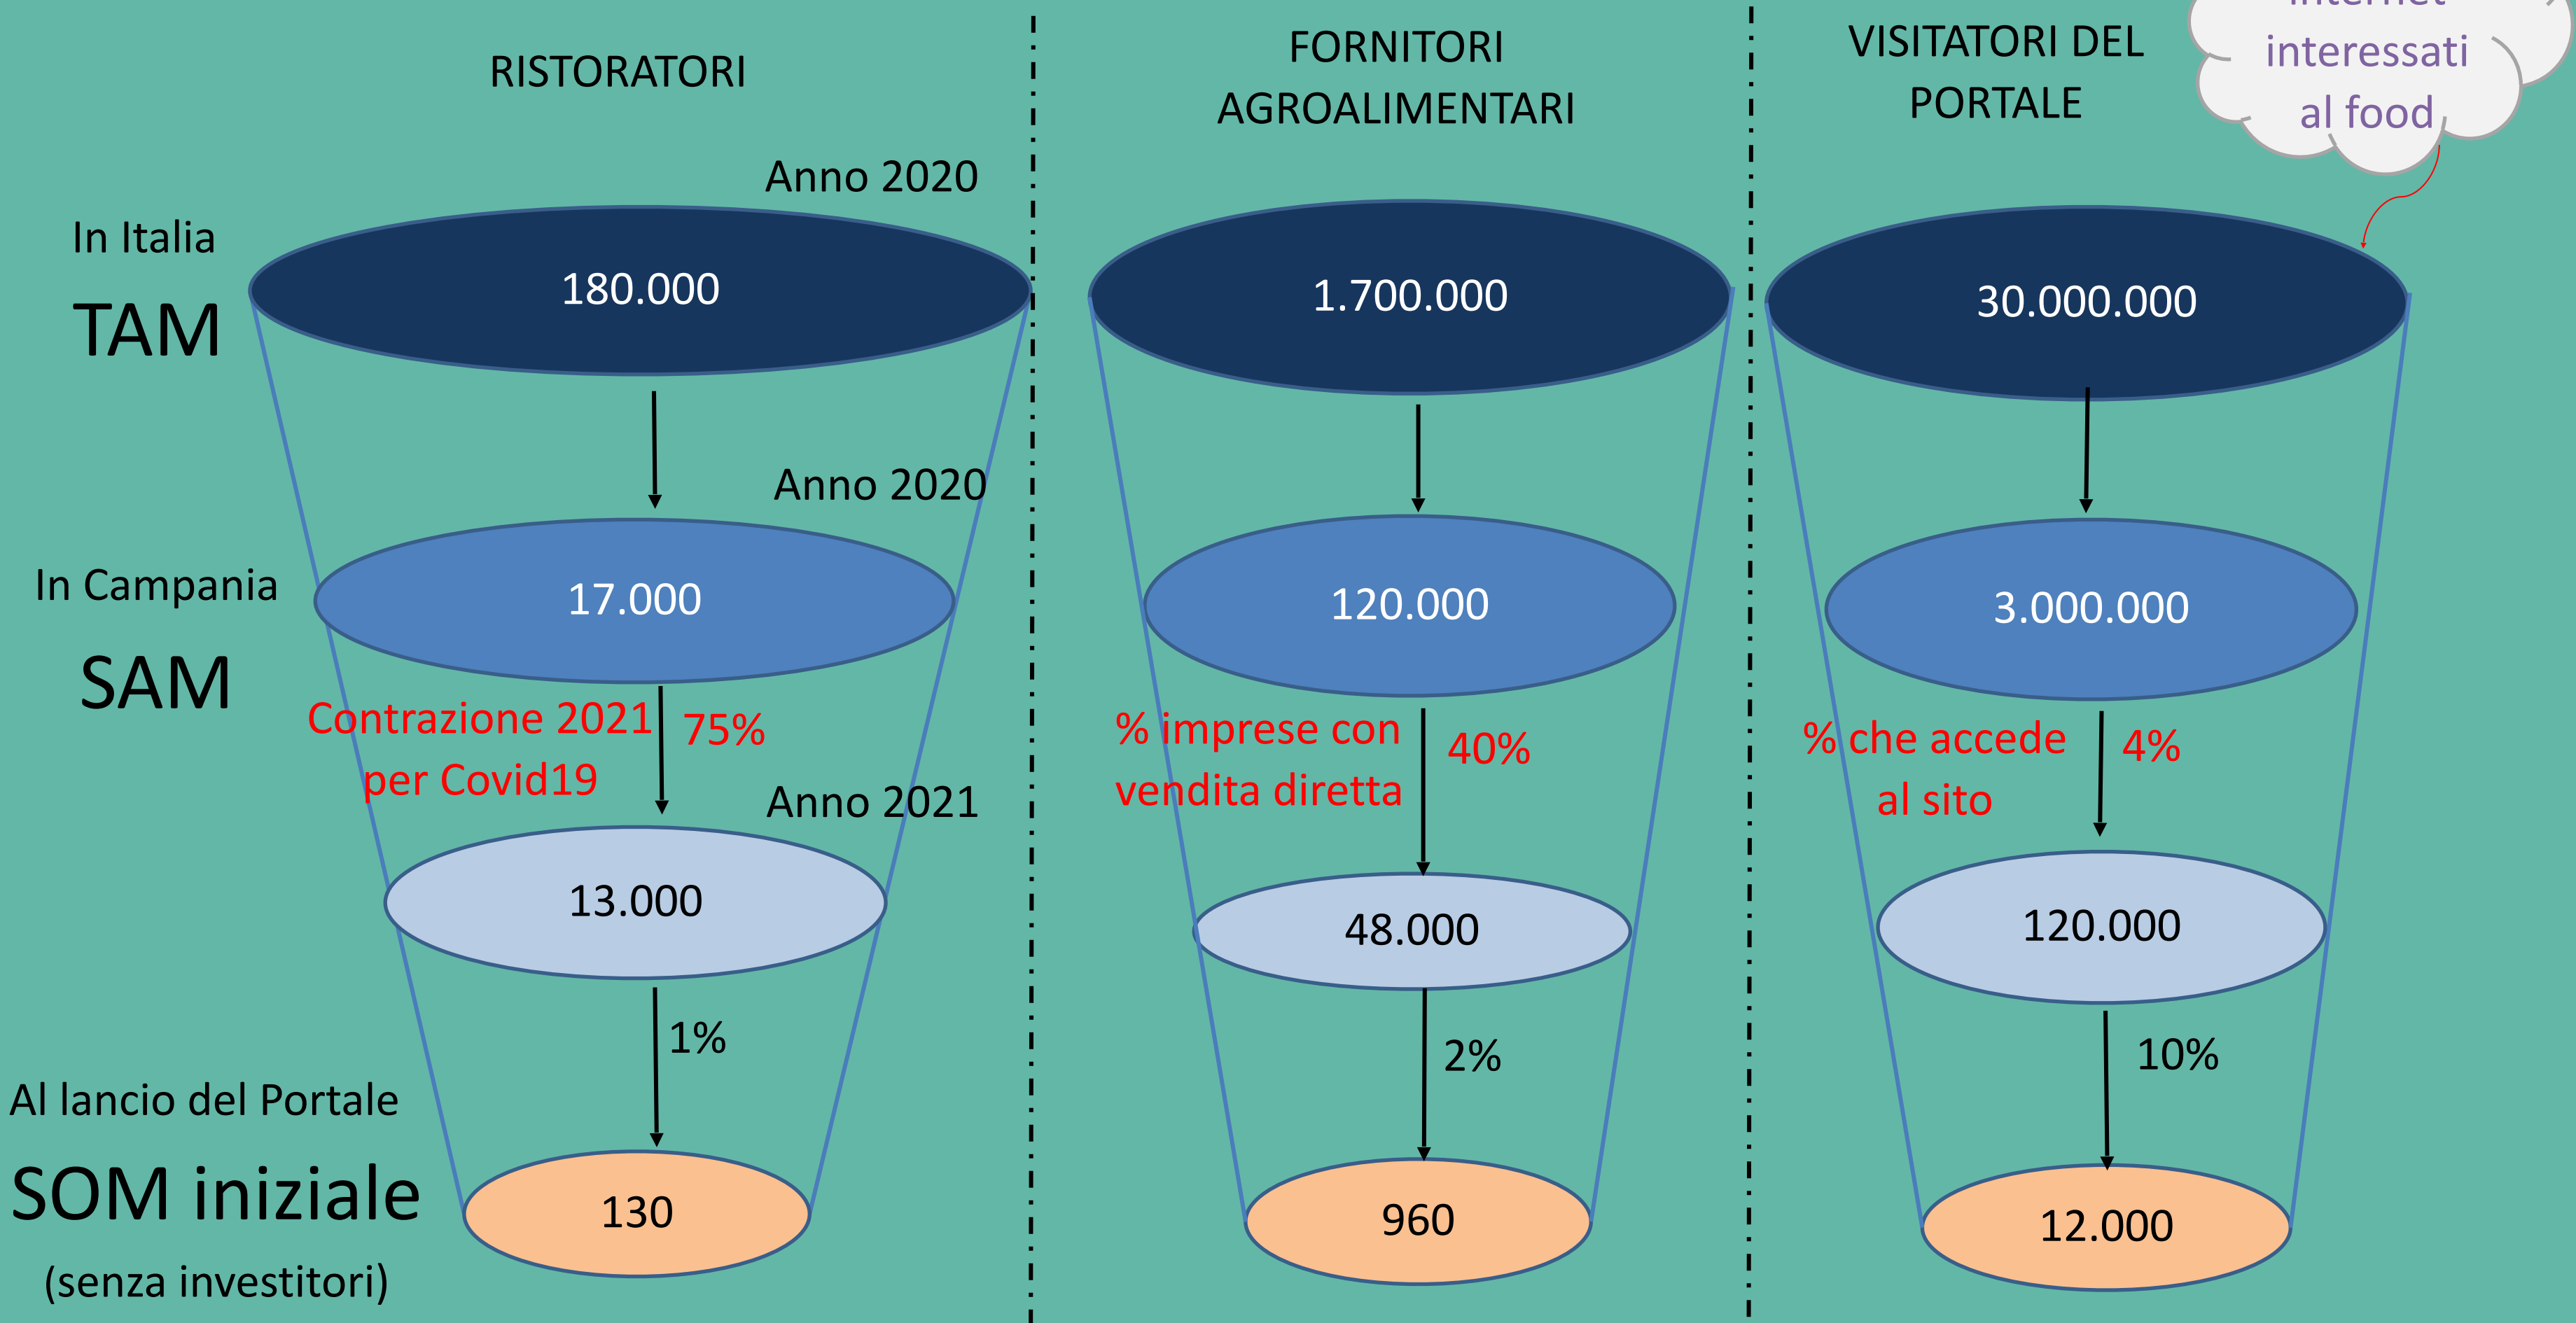 RISTORATORI
FORNITORI
AGROALIMENTARI
VISITATORI DEL
PORTALE
internet
interessati
al food
Anno 2020
In Italia
TAM
180.000
1.700.000
30.000.000
Anno 2020
In Campania
SAM
17.000
120.000
3.000.000
Contrazione 2021
per Covid19
75%
% imprese con
vendita diretta
40%
% che accede
al sito
4%
Anno 2021
13.000
48.000
120.000
1%
2%
10%
Al lancio del Portale
SOM iniziale
(senza investitori)
130
960
12.000